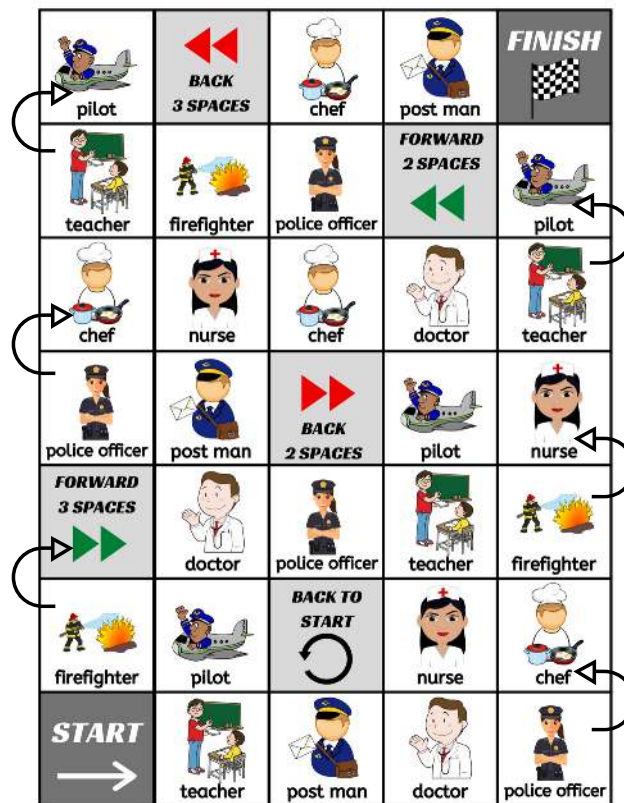 pilot
BACK
3 SPACES
chef
post man
FINISH
teacher
firefighter
police officer
FORWARD
2 SPACES
pilot
chef
nurse
chef
doctor
teacher
police officer
post man
BACK
2 SPACES
pilot
nurse
FORWARD
3 SPACES
doctor
police officer
teacher
firefighter
firefighter
pilot
BACK TO
START
nurse
chef
START
teacher
post man
doctor
police officer